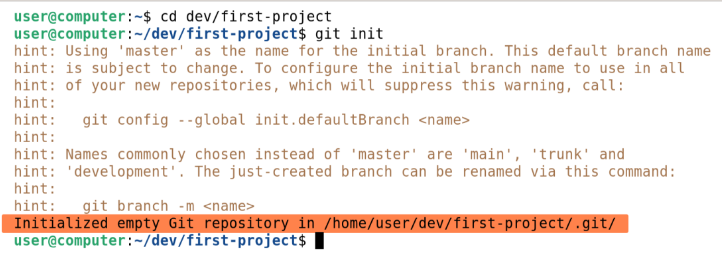 user@computer:~$ cd dev/first-project
user@computer:~/dev/first-project$ git init
hint: Using 'master' as the name for the initial branch. This default branch name
hint: is subject to change. To configure the initial branch name to use in all
hint: of your new repositories, which will suppress this warning, call:
hint:
hint:   git config --global init.defaultBranch <name>
hint:
hint: Names commonly chosen instead of 'master' are 'main', 'trunk' and
hint: 'development'. The just-created branch can be renamed via this command:
hint:
hint:   git branch -m <name>
Initialized empty Git repository in /home/user/dev/first-project/.git/
user@computer:~/dev/first-project$